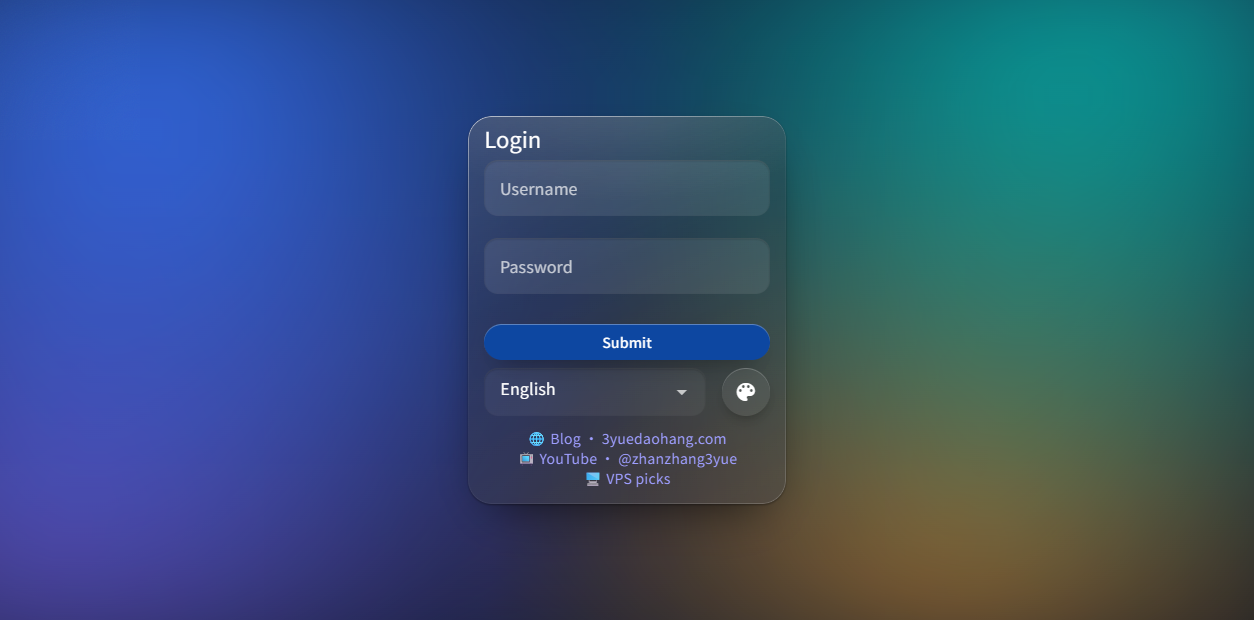 Login
Username
Password
Submit
English
🌐 Blog • 3yuedaohang.com
📺 YouTube • @zhanzhang3yue
🖥️ VPS picks